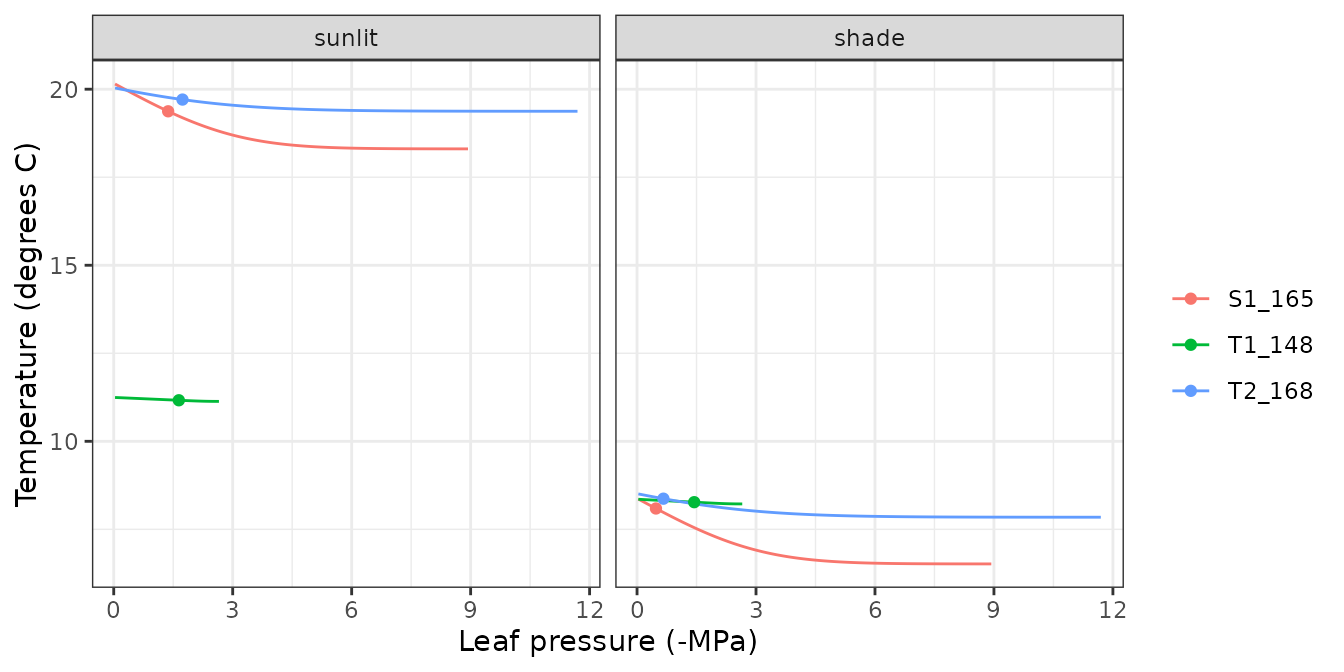 sunlit
shade
Temperature (degrees C)
20
15
10
0 3 6 9 12
0 3 6 9 12
Leaf pressure (-MPa)
S1_165
T1_148
T2_168